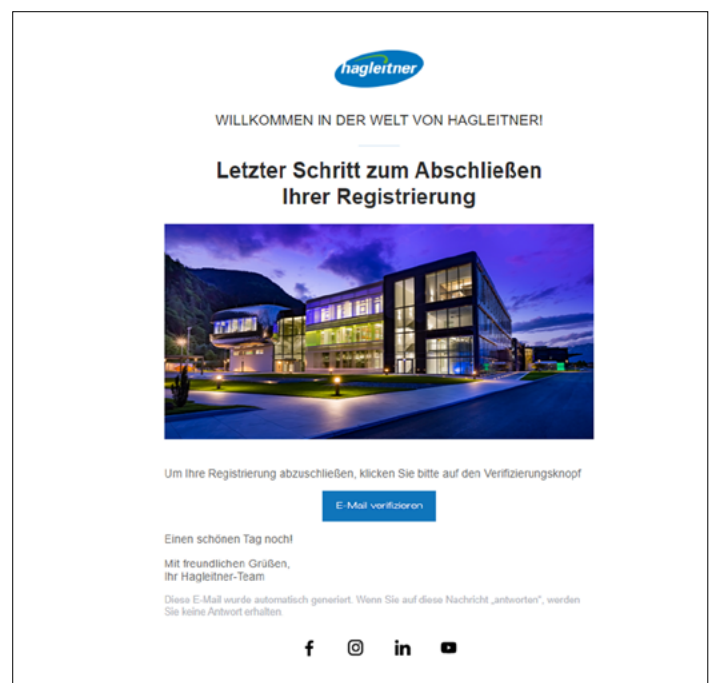 hagleitner
WILLKOMMEN IN DER WELT VON HAGLEITNER!
Letzter Schritt zum Abschließen
Ihrer Registrierung
Um Ihre Registrierung abzuschließen, klicken Sie bitte auf den Verifizierungsknopf
E-Mail verifizieren
Einen schönen Tag noch!
Mit freundlichen Grüßen,
Ihr Hagleitner-Team
Diese E-Mail wurde automatisch generiert. Wenn Sie auf diese Nachricht „antworten“, werden
Sie keine Antwort erhalten